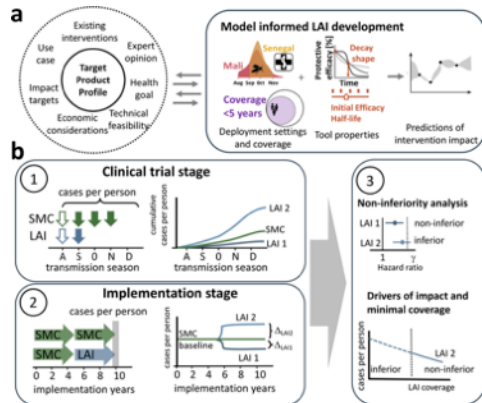 a
Existing
interventions
Use
case
Expert
opinion
Target
Product
Profile
Impact
targets
Health
goal
Economic
considerations
Technical
feasibility
Model informed LAI development
Senegal
Mali
Aug Sep Oct Nov
Coverage
<5 years
Deployment settings
and coverage
+
Protective
efficacy [%]
Decay
shape
Time
Initial Efficacy
Half-life
Tool properties
Predictions of
intervention impact
b
1
Clinical trial stage
cases per person
SMC
LAI
A S O N D
transmission season
cumulative
cases per person
LAI 2
SMC
LAI 1
A S O N D
transmission season
2
Implementation stage
cases per person
SMC SMC
SMC LAI
0 2 4 6 8 10
implementation years
cases per person
SMC
baseline
LAI 2
ΔLAI2
ΔLAI1
LAI 1
0 2 4 6 8 10
implementation years
3
Non-inferiority analysis
LAI 1 non-inferior
LAI 2 inferior
1 γ
Hazard ratio
Drivers of impact and
minimal coverage
cases per person
LAI 2
inferior non-inferior
LAI coverage